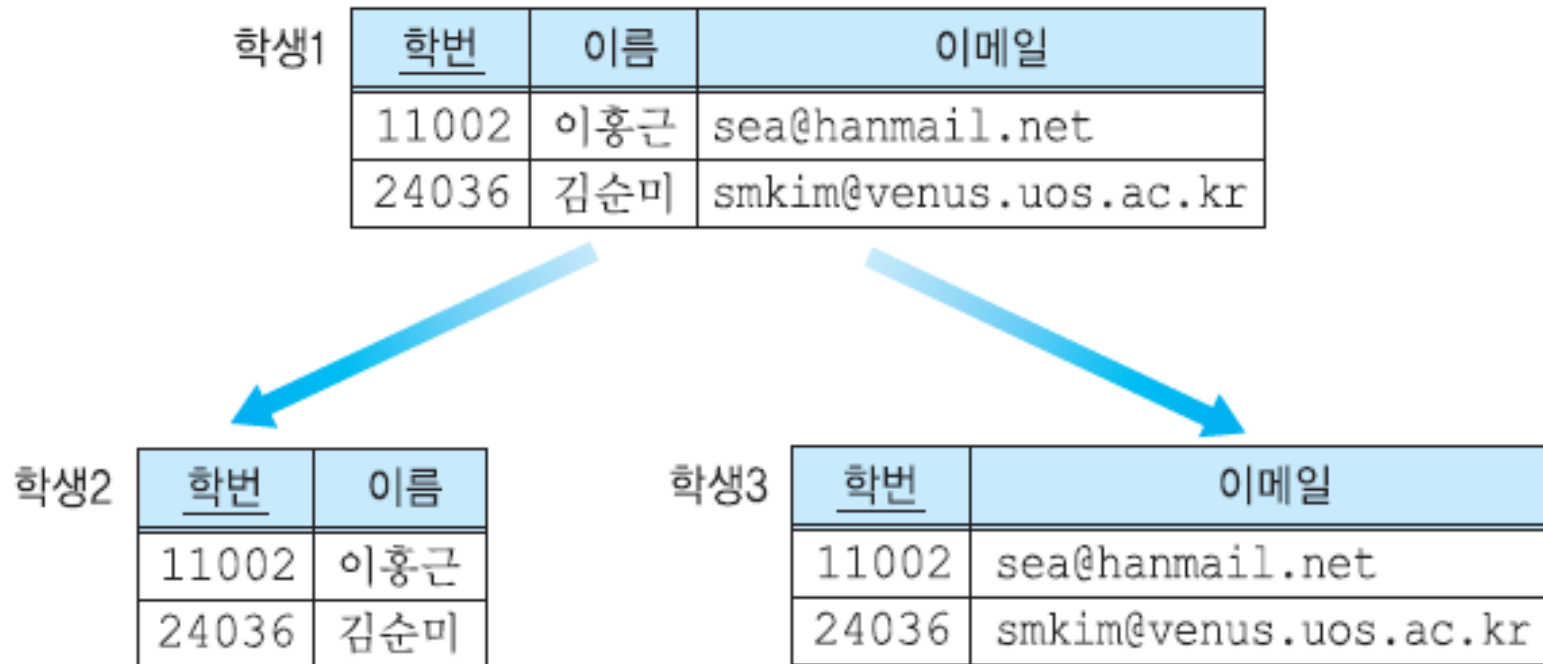 학생1 학번 이름 이메일
11002 이홍근 sea@hanmail.net
24036 김순미 smkim@venus.uos.ac.kr
학생2 학번 이름
11002 이홍근
24036 김순미
학생3 학번 이메일
11002 sea@hanmail.net
24036 smkim@venus.uos.ac.kr